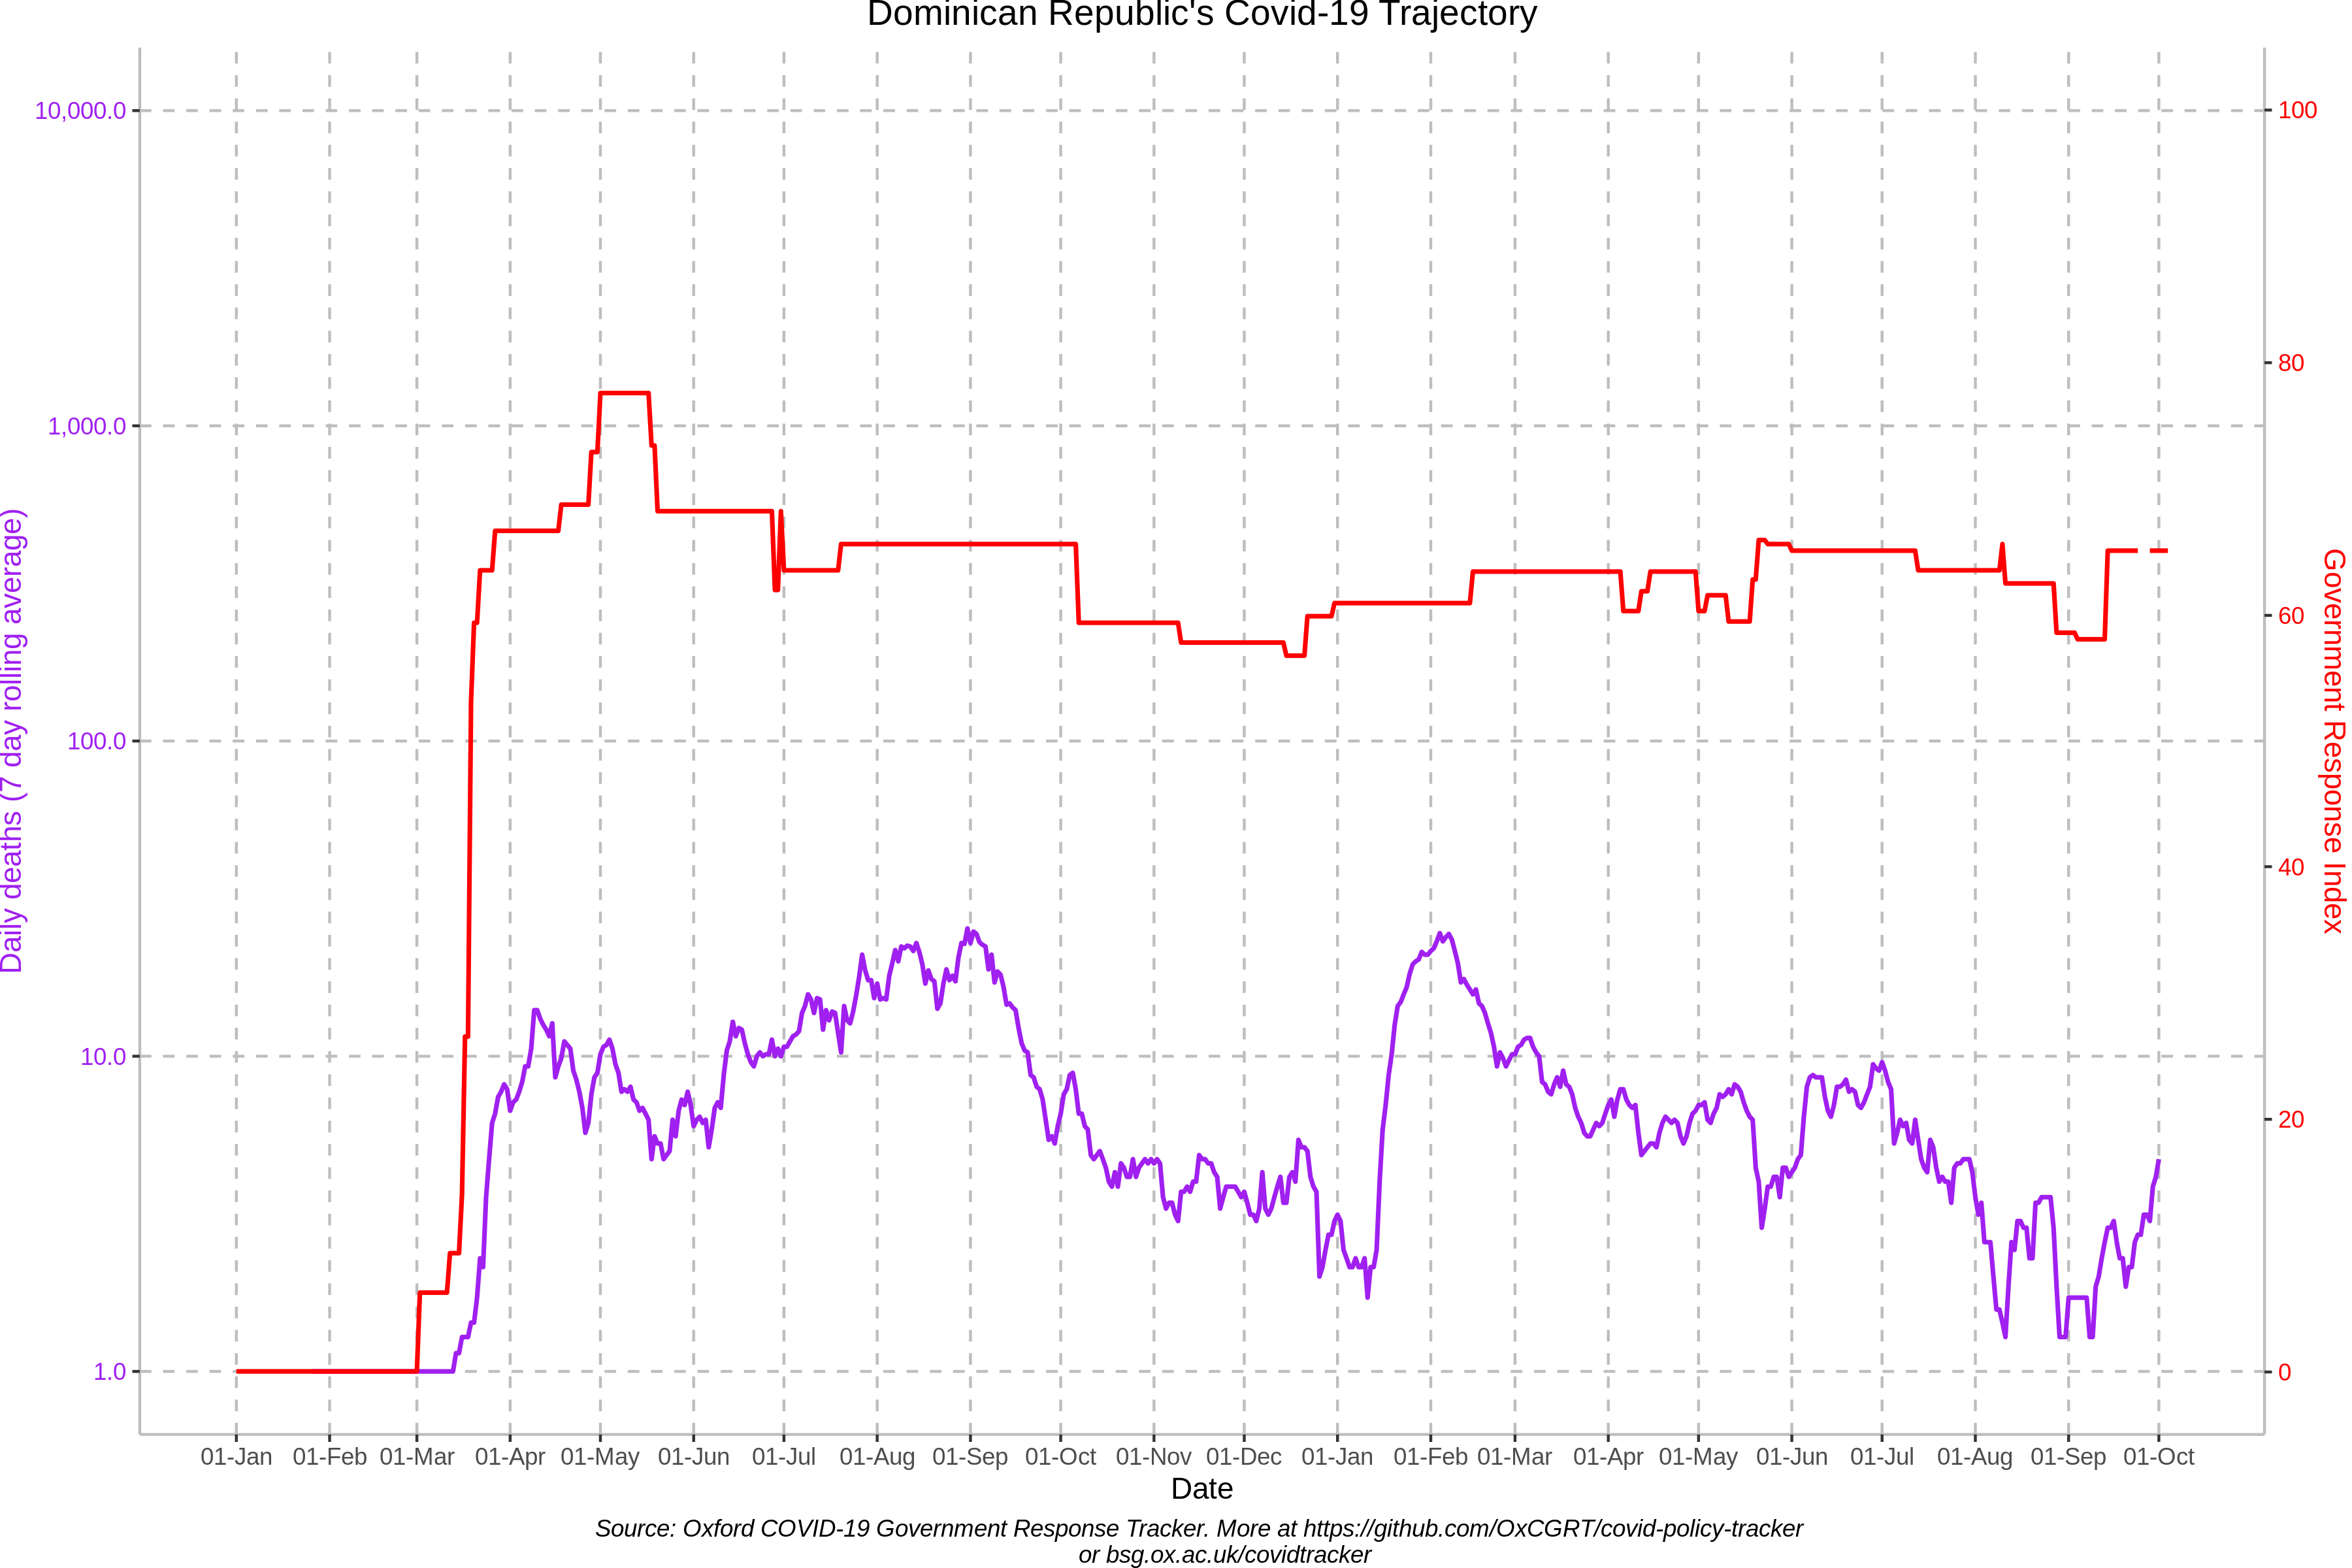 Dominican Republic's Covid-19 Trajectory
10,000.0
1,000.0
100.0
10.0
1.0
Daily deaths (7 day rolling average)
100
80
60
40
20
0
Government Response Index
01-Jan 01-Feb 01-Mar 01-Apr 01-May 01-Jun 01-Jul 01-Aug 01-Sep 01-Oct 01-Nov 01-Dec 01-Jan 01-Feb 01-Mar 01-Apr 01-May 01-Jun 01-Jul 01-Aug 01-Sep 01-Oct
Date
Source: Oxford COVID-19 Government Response Tracker. More at https://github.com/OxCGRT/covid-policy-tracker
or bsg.ox.ac.uk/covidtracker